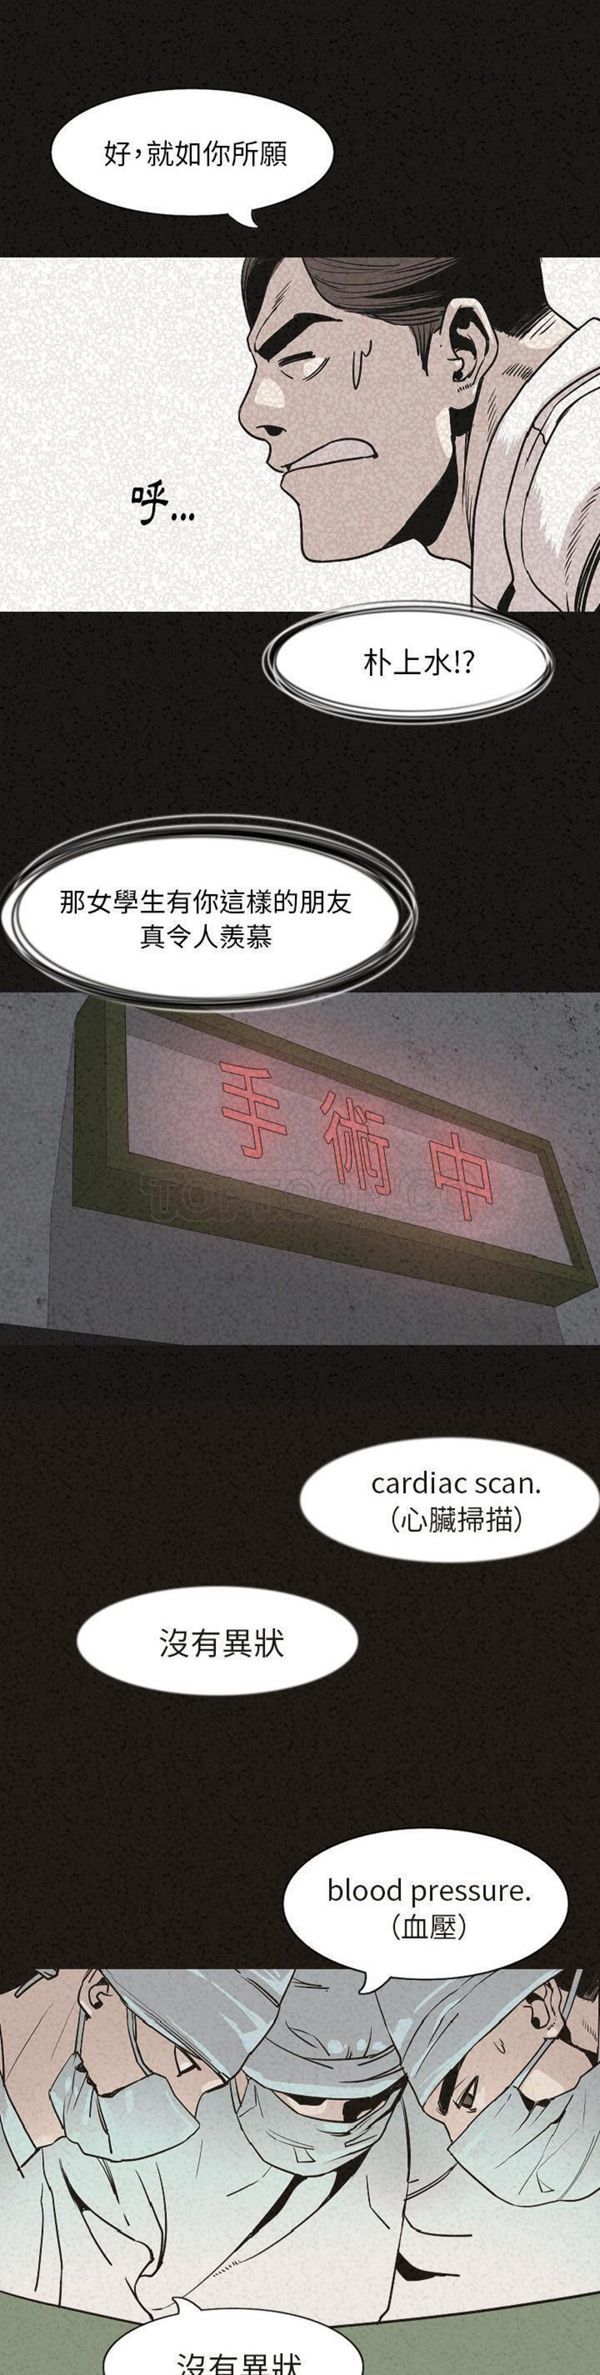 好，就如你所願
呼...
朴上水!?
那女學生有你這樣的朋友
真令人羨慕
手術中
TOPTOON.CO
cardiac scan.
(心臟掃描)
沒有異狀
blood pressure.
(血壓)
沒有異狀